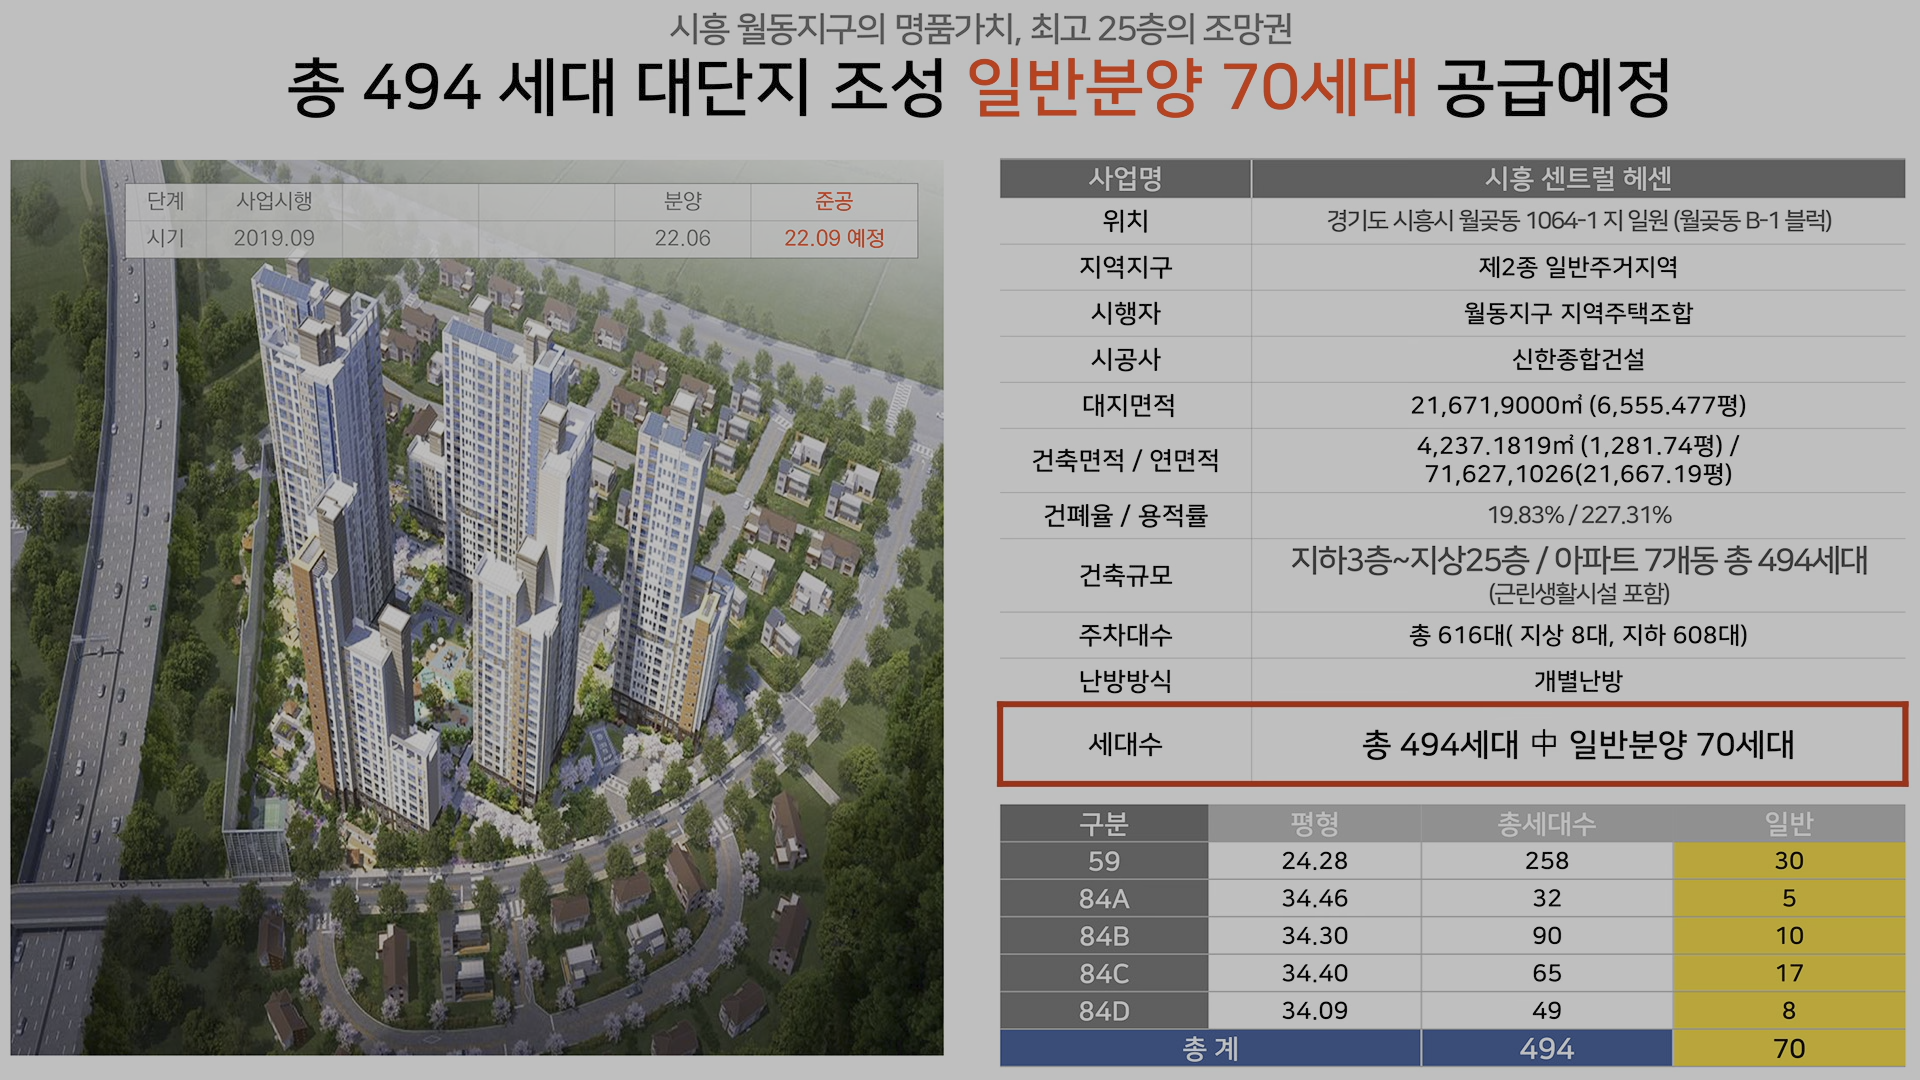 시흥 월동지구의 명품가치, 최고 25층의 조망권
총 494 세대 대단지 조성 일반분양 70세대 공급예정
단계 사업시행 분양 준공
시기 2019.09 22.06 22.09 예정
사업명 시흥 센트럴 헤센
위치 경기도 시흥시 월곶동 1064-1 지 일원 (월곶동 B-1 블럭)
지역지구 제2종 일반주거지역
시행자 월동지구 지역주택조합
시공사 신한종합건설
대지면적 21,671,9000㎡ (6,555.477평)
건축면적 / 연면적 4,237.1819㎡ (1,281.74평) /
71,627,1026(21,667.19평)
건폐율 / 용적률 19.83% / 227.31%
건축규모 지하3층~지상25층 / 아파트 7개동 총 494세대
(근린생활시설 포함)
주차대수 총 616대( 지상 8대, 지하 608대)
난방방식 개별난방
세대수 총 494세대 中 일반분양 70세대
구분 평형 총세대수 일반
59 24.28 258 30
84A 34.46 32 5
84B 34.30 90 10
84C 34.40 65 17
84D 34.09 49 8
총 계 494 70